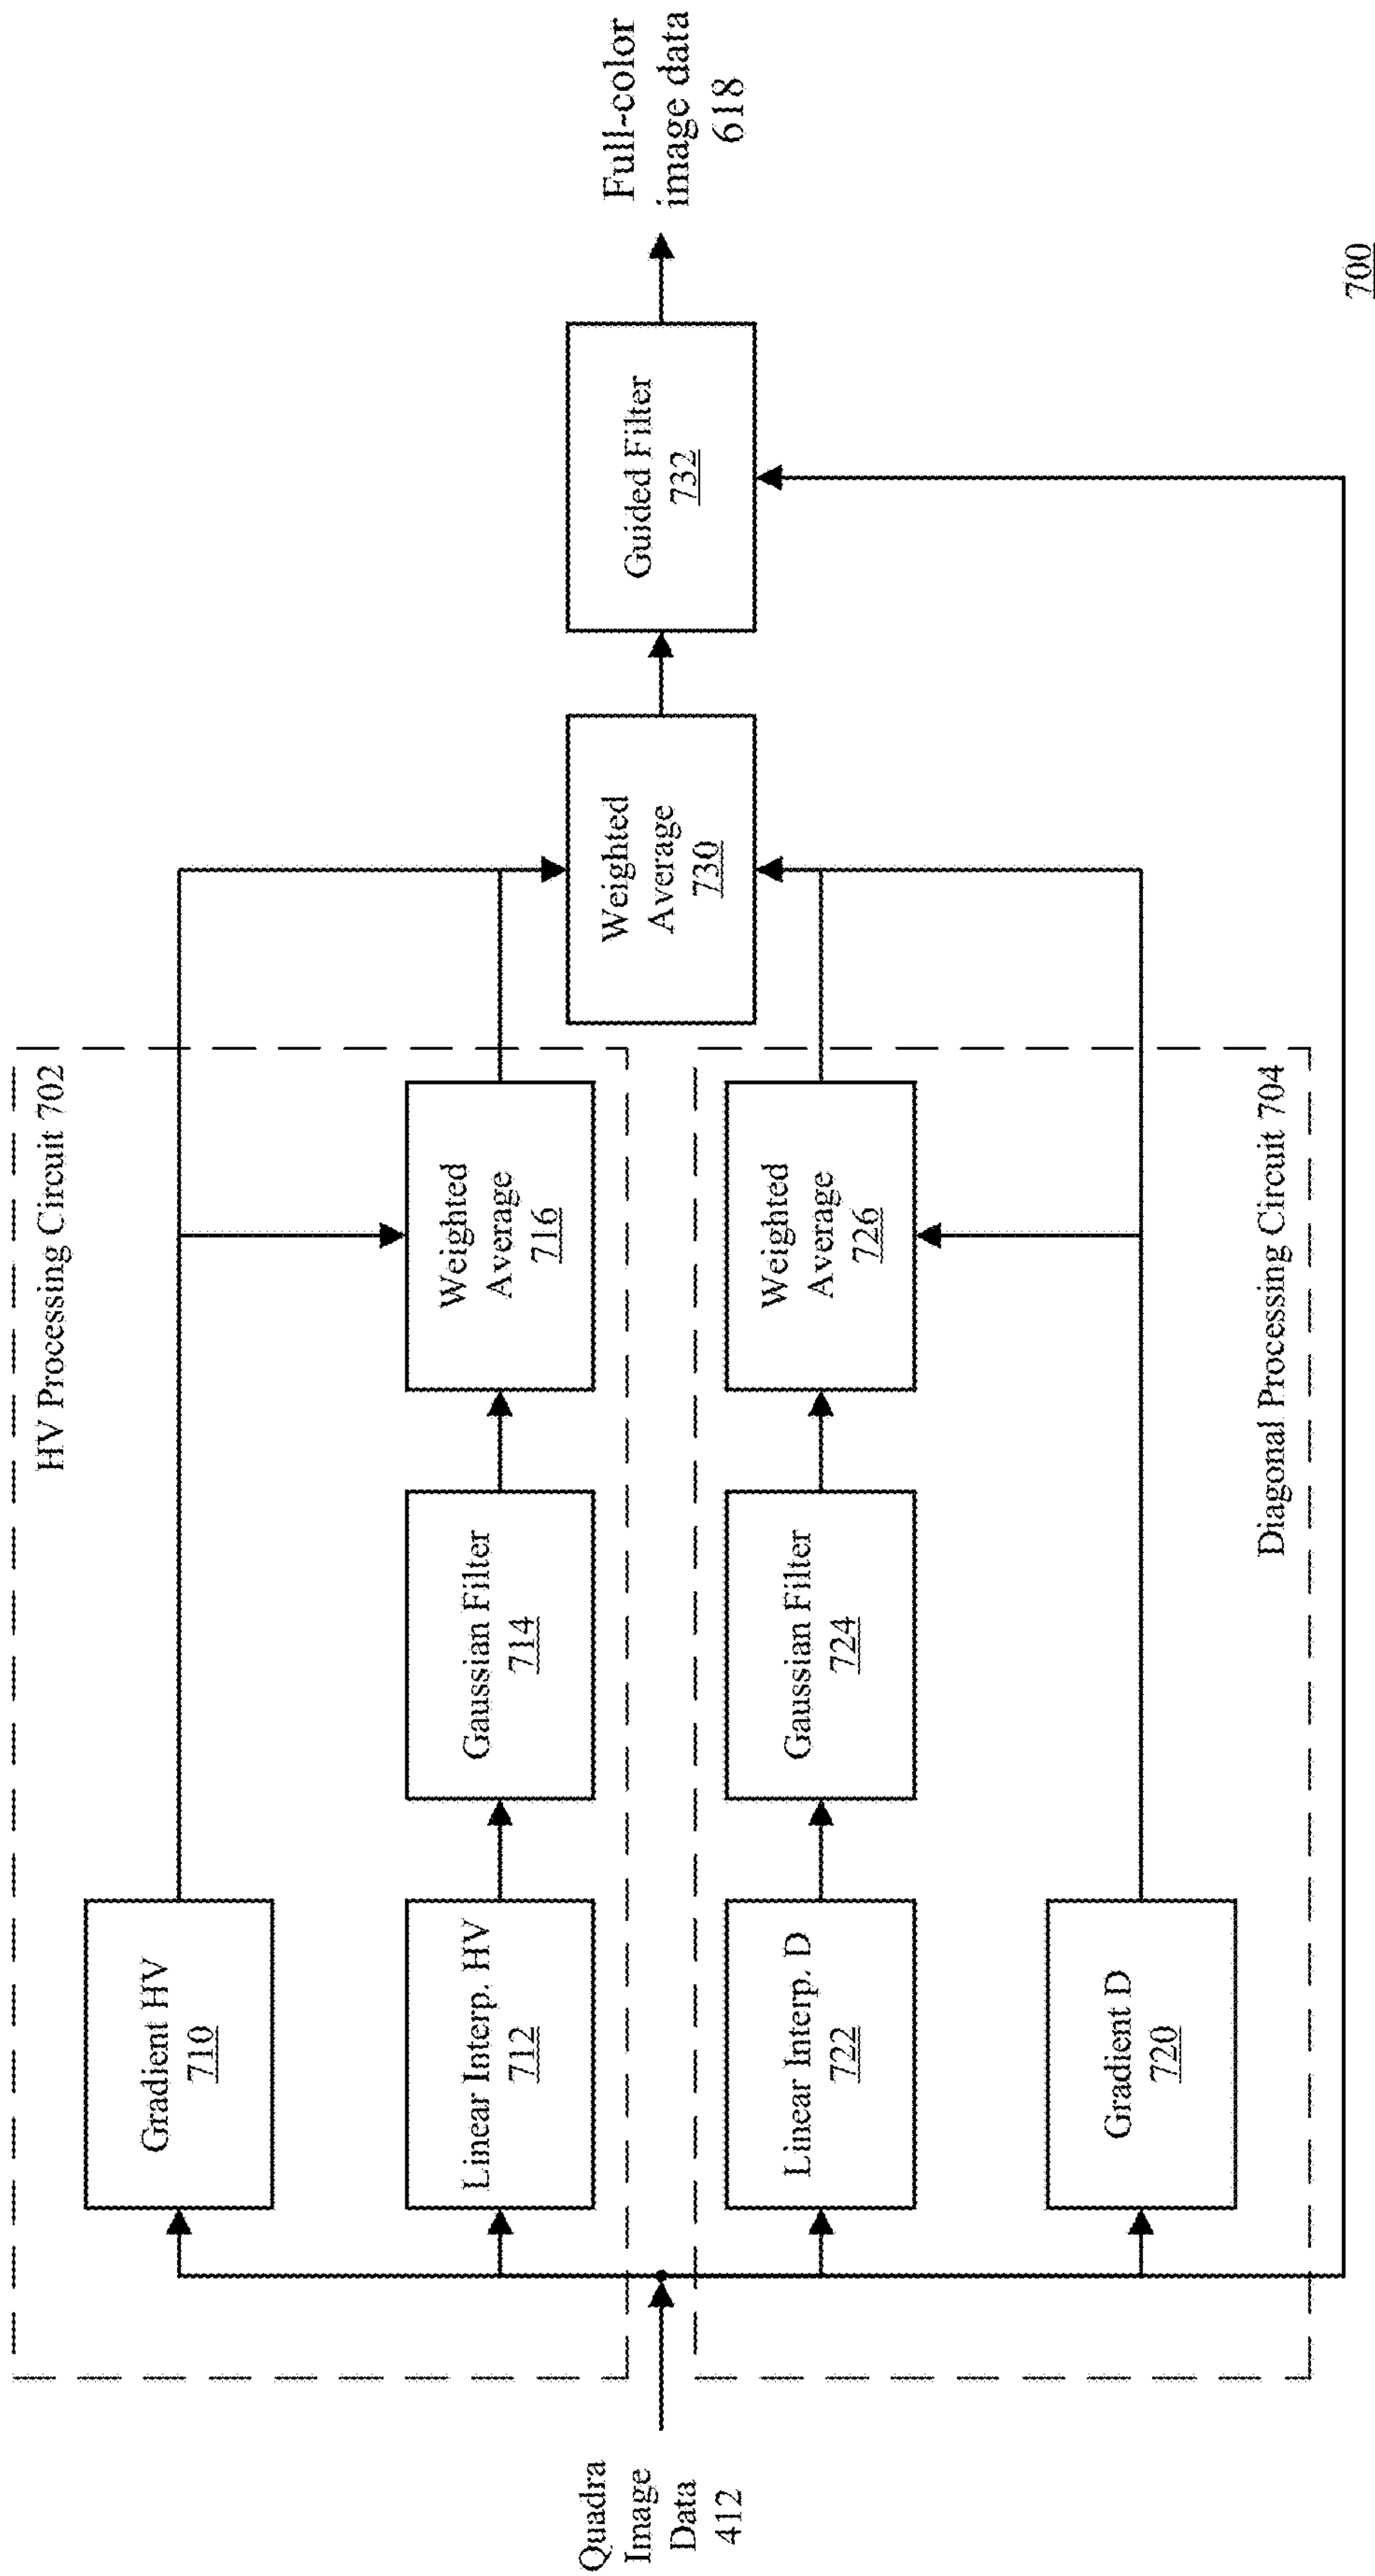 HV Processing Circuit 702
Gradient HV
710
Linear Interp. HV
712
Gaussian Filter
714
Weighted
Average
716
Quadra
Image
Data
412
Linear Interp. D
722
Gaussian Filter
724
Weighted
Average
726
Gradient D
720
Diagonal Processing Circuit 704
Weighted
Average
730
Guided Filter
732
Full-color
image data
618
700